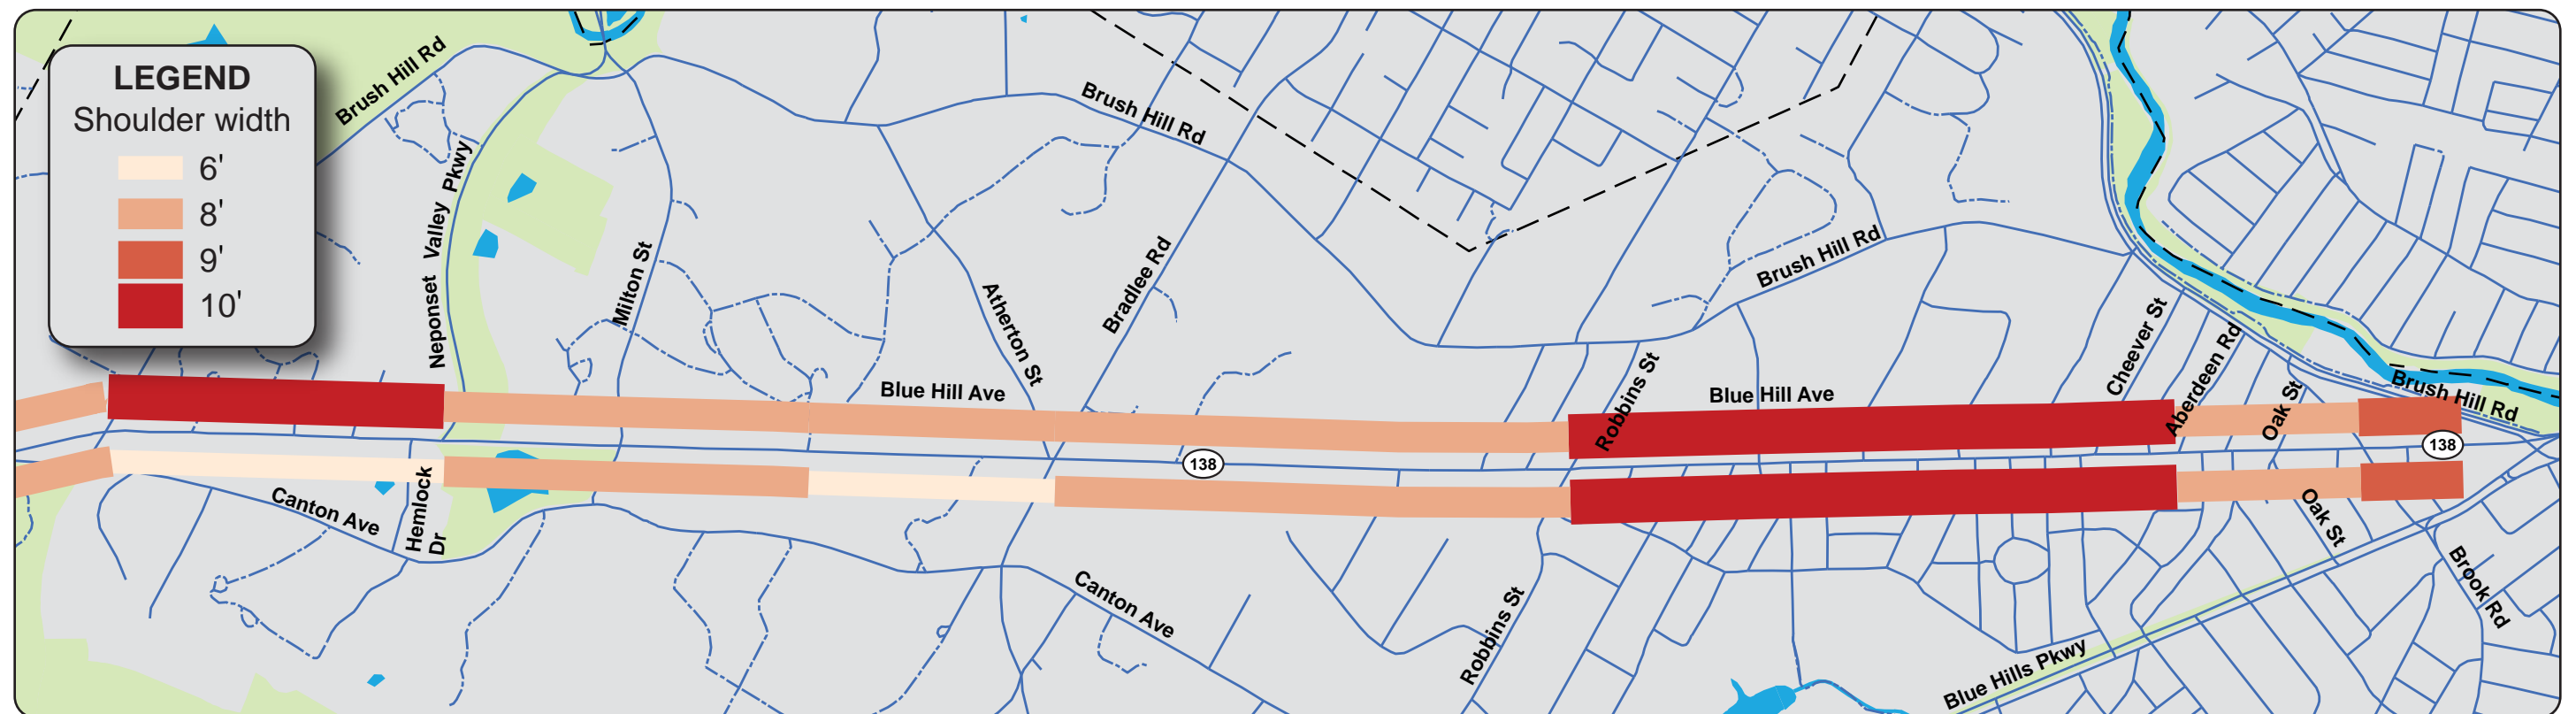 LEGEND
Shoulder width
6'
8'
9'
10'
Brush Hill Rd
Neponset Valley Pkwy
Milton St
Brush Hill Rd
Atherton St
Bradlee Rd
Brush Hill Rd
Blue Hill Ave
Blue Hill Ave
Robbins St
Cheever St
Aberdeen Rd
Oak St
Brush Hill Rd
138
138
Canton Ave
Hemlock
Dr
Canton Ave
Robbins St
Oak St
Brook Rd
Blue Hills Pkwy